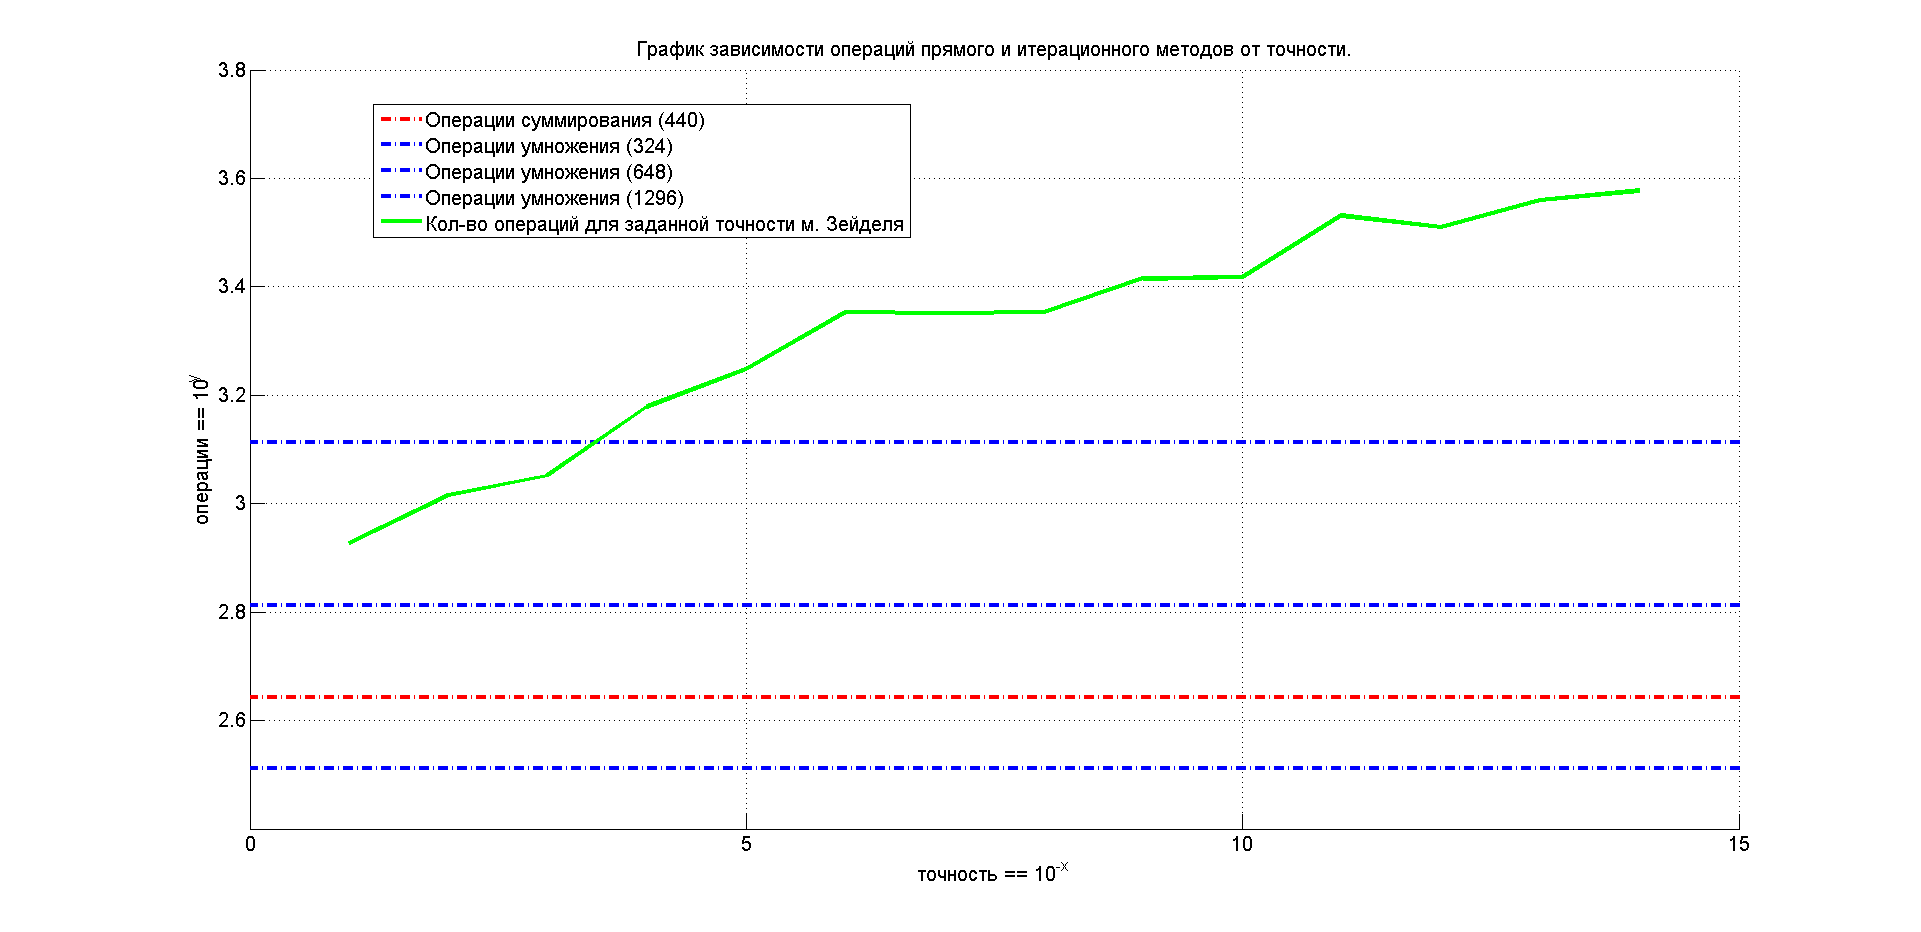 График зависимости операций прямого и итерационного методов от точности.
3.8
3.6
3.4
3.2
3
2.8
2.6
операции == 10^y
Операции суммирования (440)
Операции умножения (324)
Операции умножения (648)
Операции умножения (1296)
Кол-во операций для заданной точности м. Зейделя
0 5 10 15
точность == 10^-x